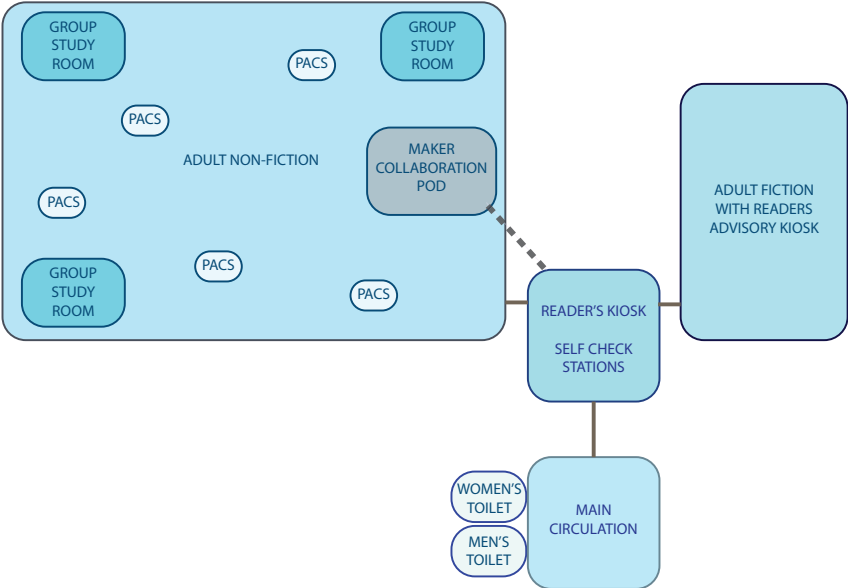 GROUP
STUDY
ROOM
GROUP
STUDY
ROOM
PACS
PACS
ADULT NON-FICTION
MAKER
COLLABORATION
POD
PACS
PACS
GROUP
STUDY
ROOM
PACS
ADULT FICTION
WITH READERS
ADVISORY KIOSK
READER'S KIOSK
SELF CHECK
STATIONS
WOMEN'S
TOILET
MEN'S
TOILET
MAIN
CIRCULATION